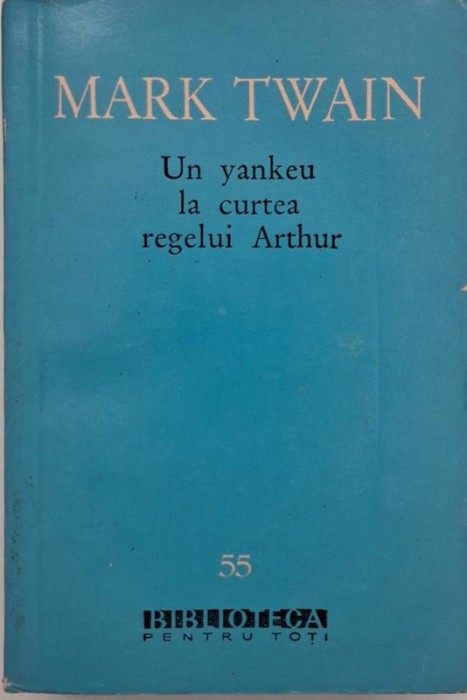 MARK TWAIN
Un yankeu
la curtea
regelui Arthur
55
BIBLIOTECA
PENTRU TOȚI